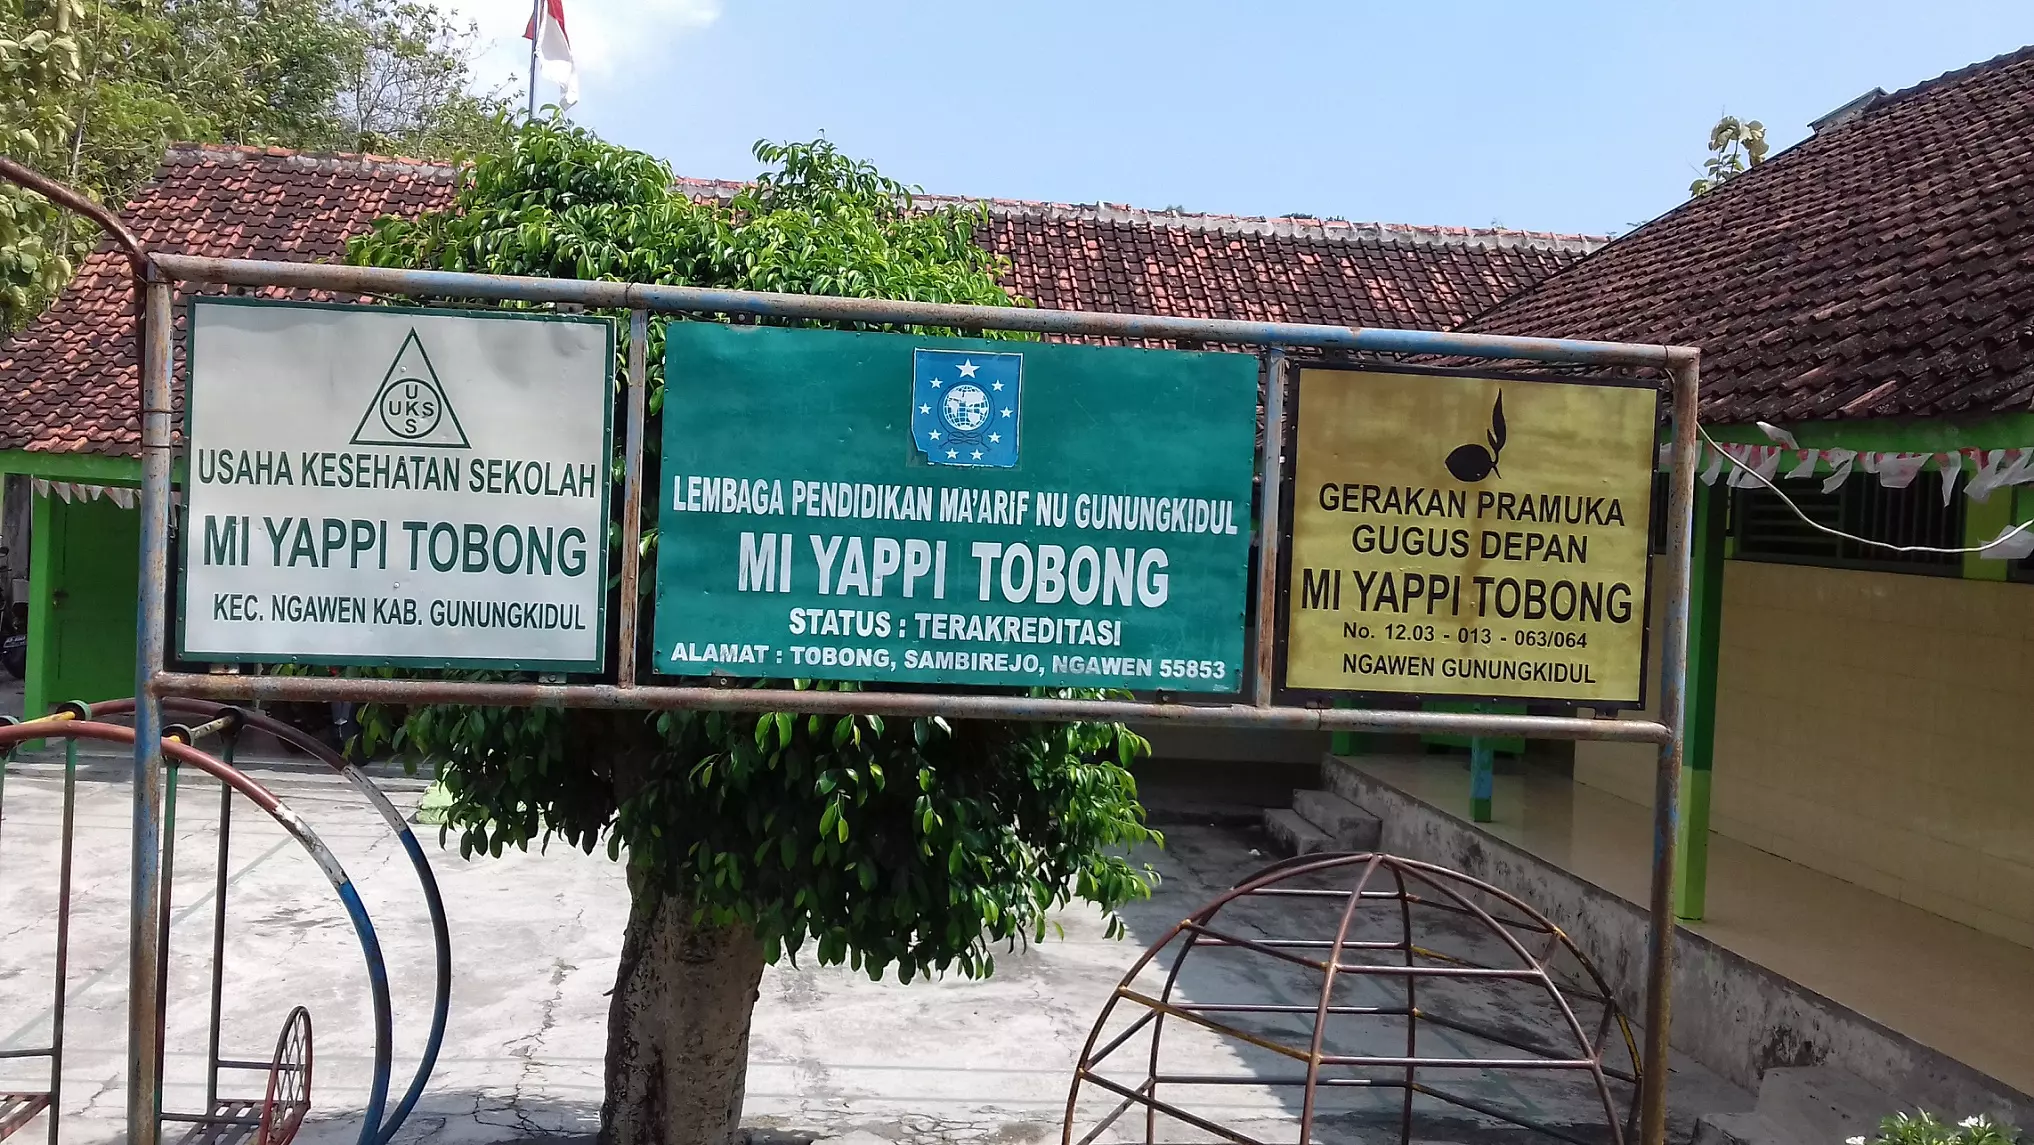 U
UKS
S
USAHA KESEHATAN SEKOLAH
MI YAPPI TOBONG
KEC. NGAWEN KAB. GUNUNGKIDUL
LEMBAGA PENDIDIKAN MA'ARIF NU GUNUNGKIDUL
MI YAPPI TOBONG
STATUS : TERAKREDITASI
ALAMAT : TOBONG, SAMBIREJO, NGAWEN 55853
GERAKAN PRAMUKA
GUGUS DEPAN
MI YAPPI TOBONG
No. 12.03 - 013 - 063/064
NGAWEN GUNUNGKIDUL